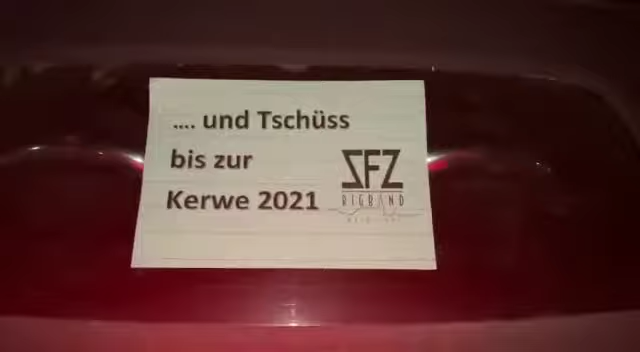 .... und Tschüss
bis zur
Kerwe 2021
SFZ
BIGBAND